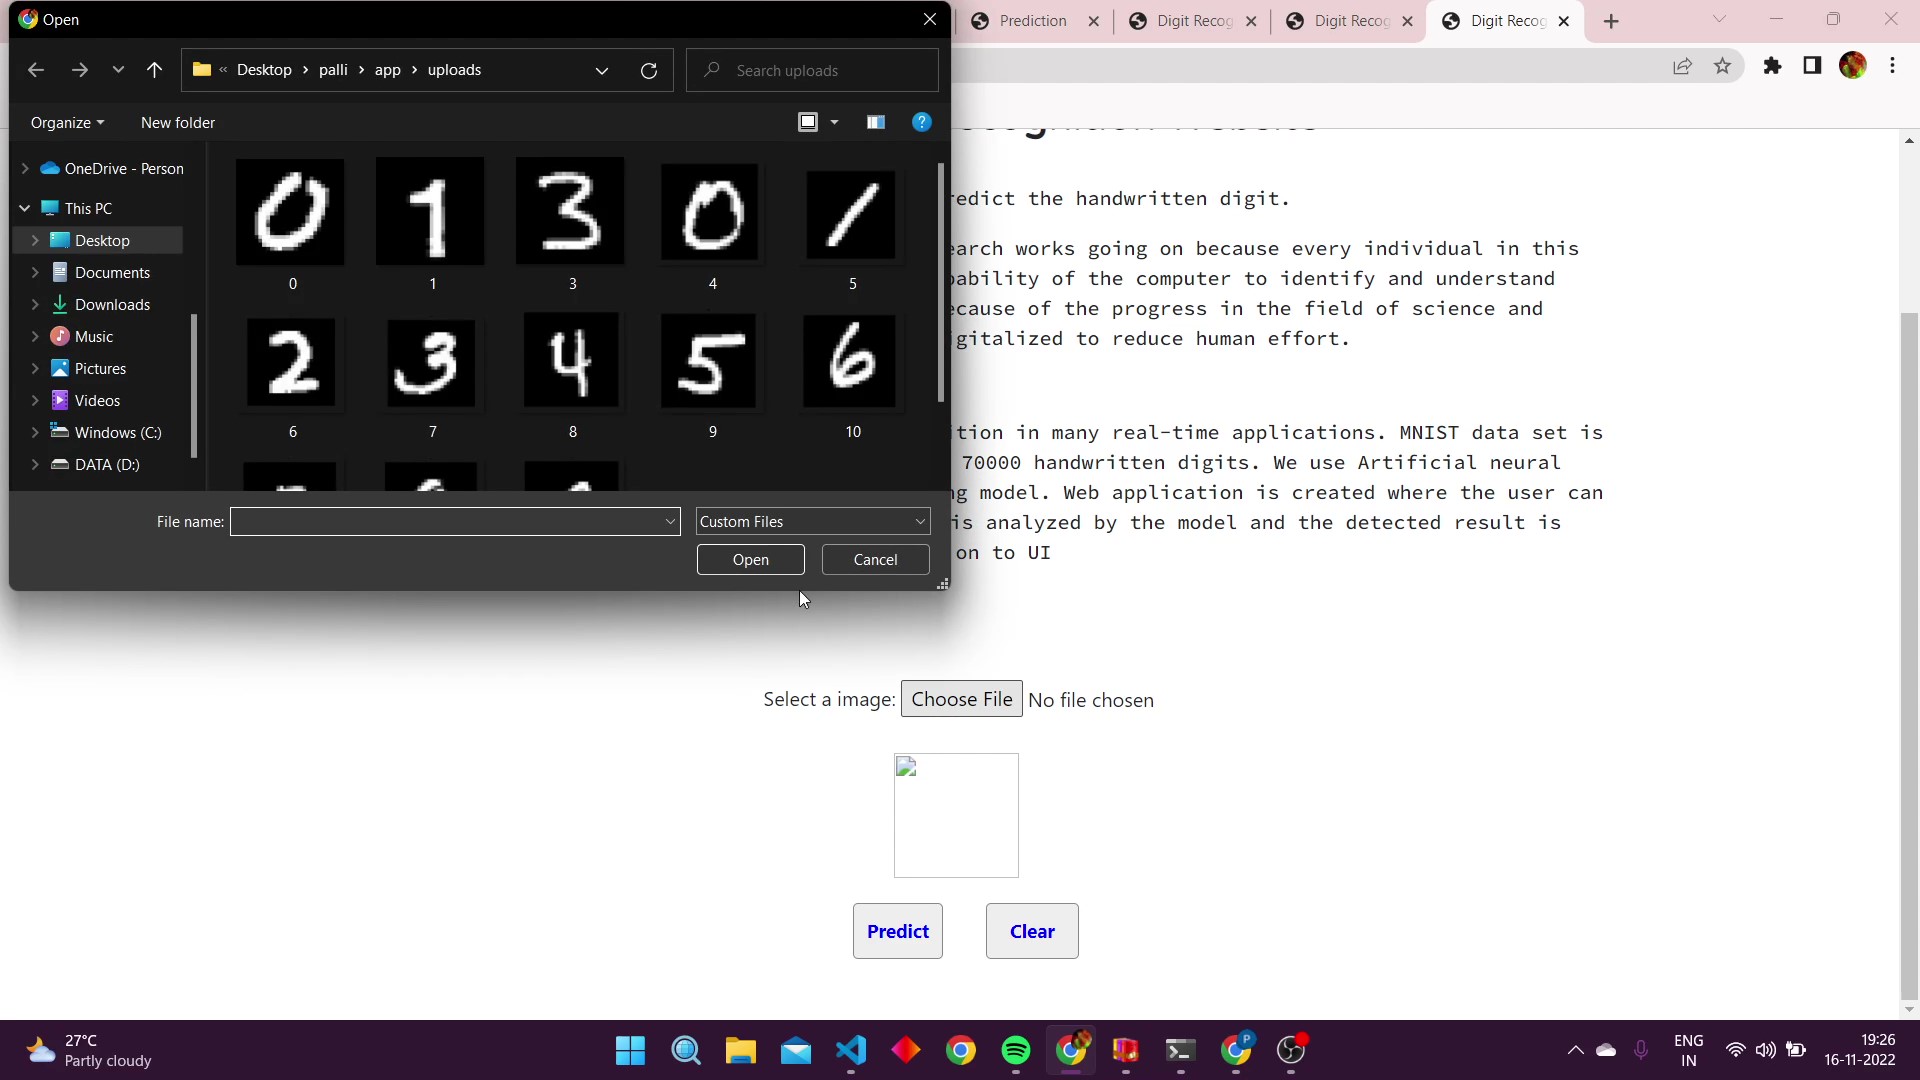 Open
Prediction
Digit Recog
Digit Recog
Digit Recog
« Desktop › palli › app › uploads
Search uploads
Organize
New folder
OneDrive - Person
This PC
Desktop
Documents
Downloads
Music
Pictures
Videos
Windows (C:)
DATA (D:)
0 1 3 0 /
0 1 3 4 5
2 3 4 5 6
6 7 8 9 10
File name:
Custom Files
Open
Cancel
redict the handwritten digit.
earch works going on because every individual in this
pability of the computer to identify and understand
ecause of the progress in the field of science and
igitalized to reduce human effort.
ition in many real-time applications. MNIST data set is
70000 handwritten digits. We use Artificial neural
ng model. Web application is created where the user can
is analyzed by the model and the detected result is
on to UI
Select a image: Choose File No file chosen
Predict
Clear
27°C
Partly cloudy
P
ENG
IN
19:26
16-11-2022